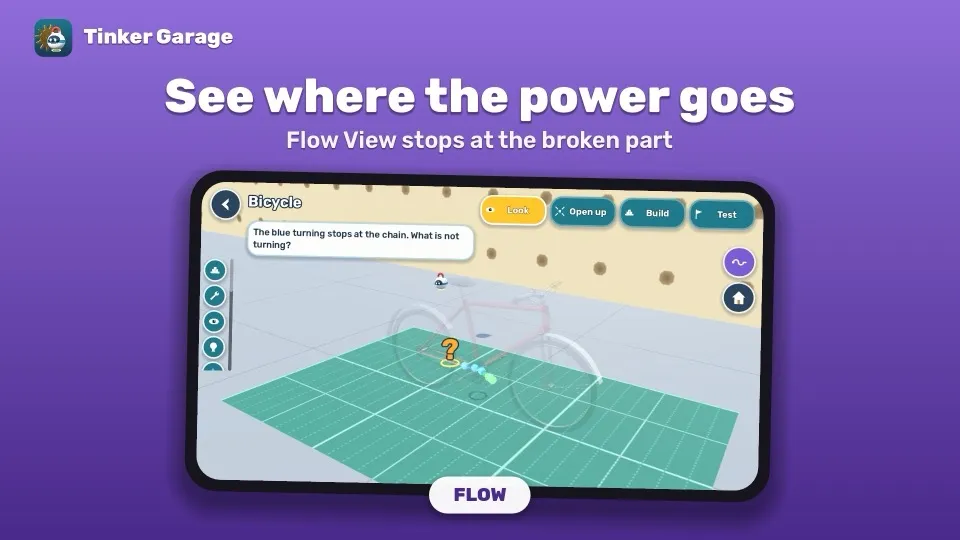 Tinker Garage
See where the power goes
Flow View stops at the broken part
Bicycle
Look
Open up
Build
Test
The blue turning stops at the chain. What is not
turning?
?
FLOW